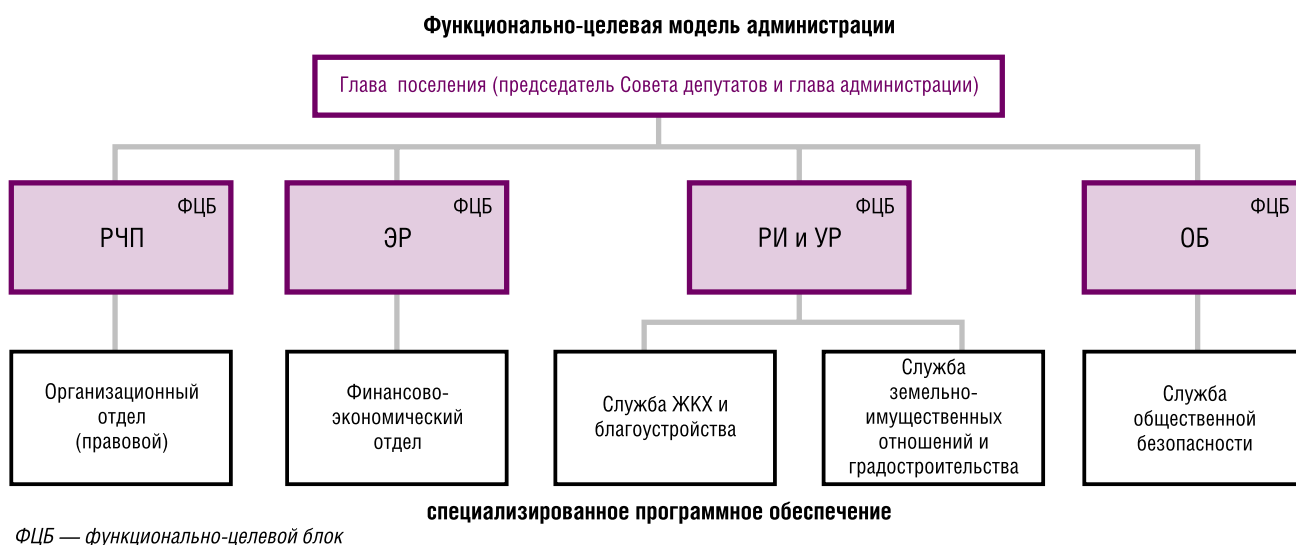 Функционально-целевая модель администрации
Глава поселения (председатель Совета депутатов и глава администрации)
ФЦБ
РЧП
ФЦБ
ЭР
ФЦБ
РИ и УР
ФЦБ
ОБ
Организационный
отдел
(правовой)
Финансово-
экономический
отдел
Служба ЖКХ и
благоустройства
Служба
земельно-
имущественных
отношений и
градостроительства
Служба
общественной
безопасности
специализированное программное обеспечение
ФЦБ — функционально-целевой блок